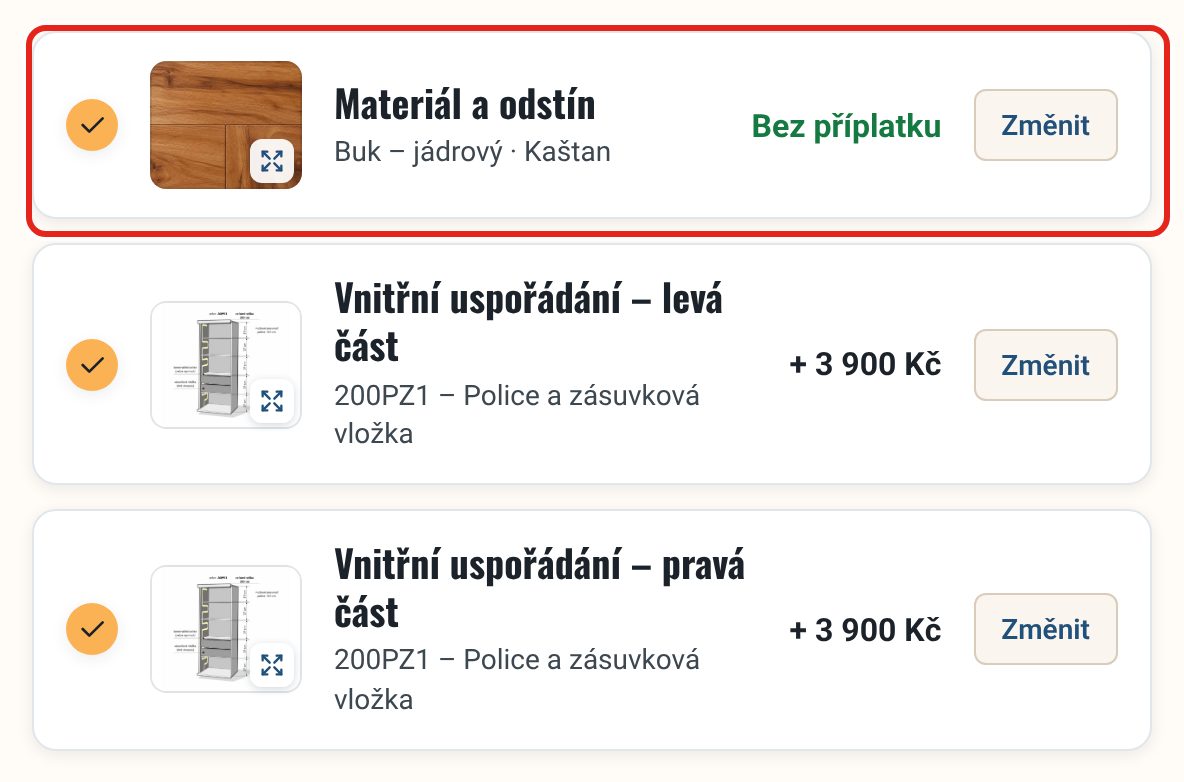 Materiál a odstín
Buk – jádrový · Kaštan
Bez příplatku
Změnit
Vnitřní uspořádání – levá
část
200PZ1 – Police a zásuvková
vložka
+ 3 900 Kč
Změnit
Vnitřní uspořádání – pravá
část
200PZ1 – Police a zásuvková
vložka
+ 3 900 Kč
Změnit